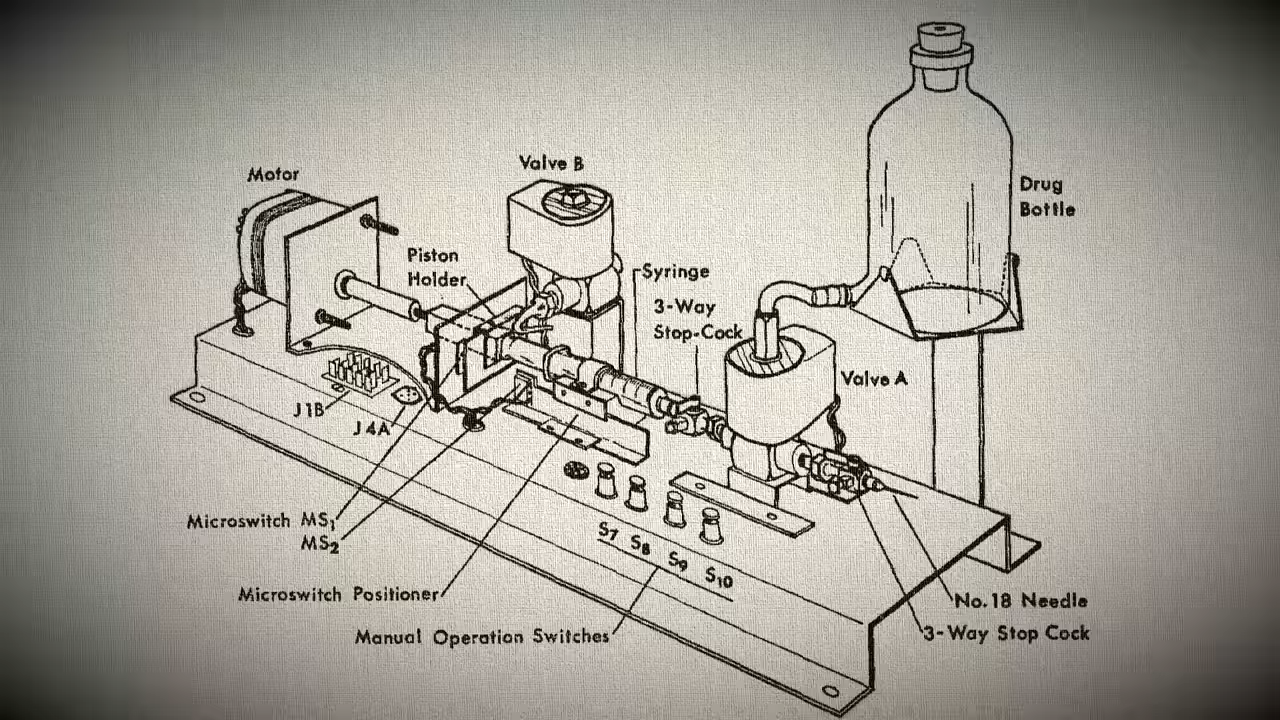 Valve B
Motor
Drug
Bottle
Piston
Holder
Syringe
3-Way
Stop-Cock
Valve A
J1B
J4A
Microswitch MS1
MS2
S7 S8 S9 S10
Microswitch Positioner
Manual Operation Switches
No.18 Needle
3-Way Stop Cock